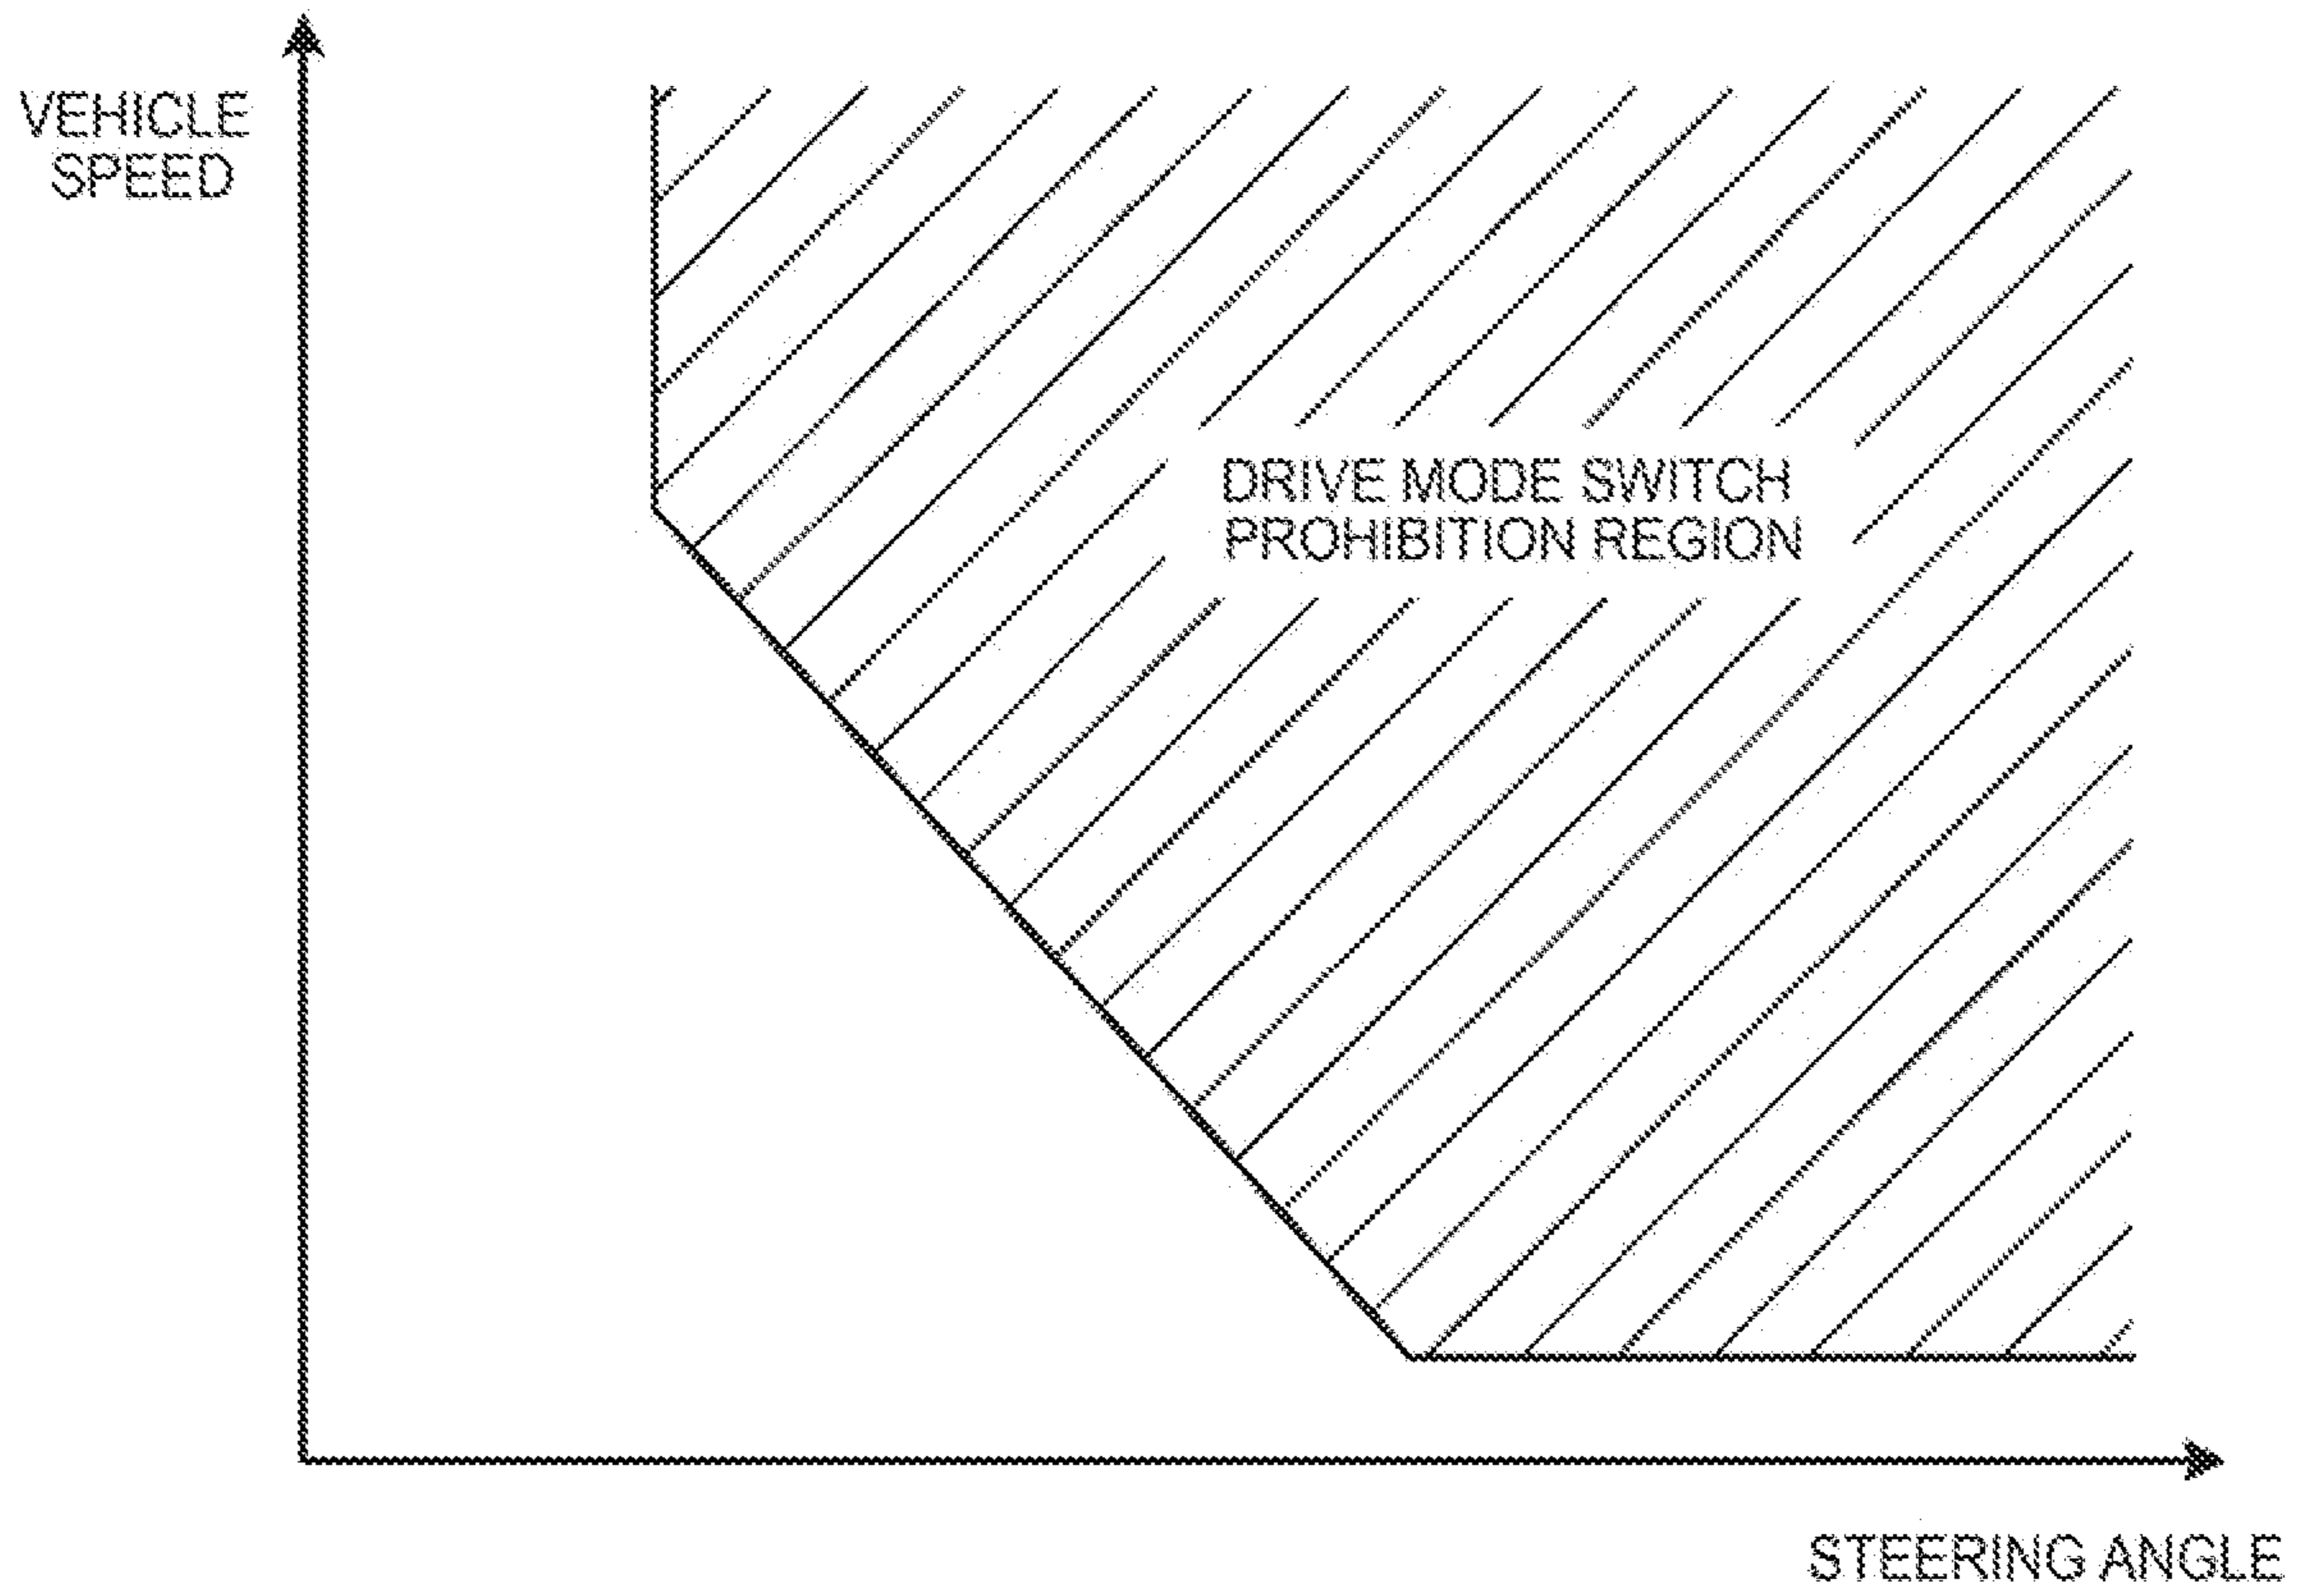 VEHICLE
SPEED
DRIVE MODE SWITCH
PROHIBITION REGION
STEERING ANGLE